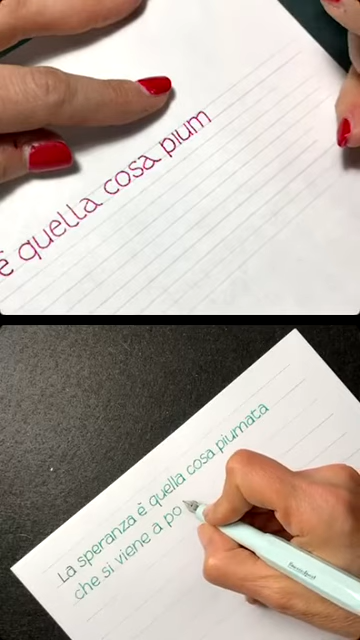 è quella cosa pium
La speranza è quella cosa piumata
che si viene a po